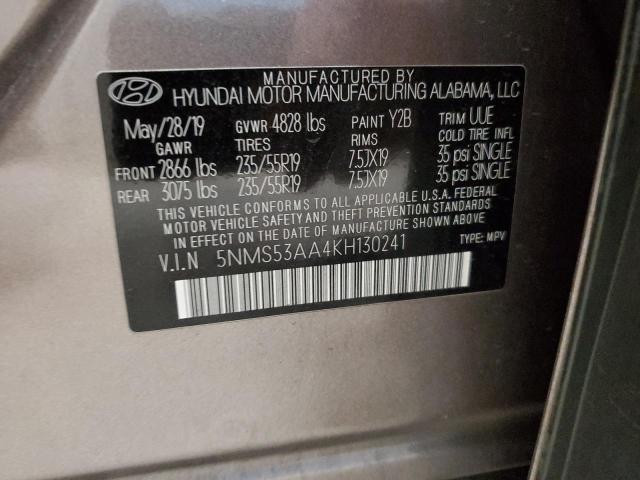 MANUFACTURED BY
HYUNDAI MOTOR MANUFACTURING ALABAMA, LLC
May/28/19 GVWR 4828 lbs PAINT Y2B TRIM UUE
GAWR TIRES RIMS COLD TIRE INFL
FRONT 2866 lbs 235/55R19 7.5JX19 35 psi SINGLE
REAR 3075 lbs 235/55R19 7.5JX19 35 psi SINGLE
THIS VEHICLE CONFORMS TO ALL APPLICABLE U.S.A. FEDERAL
MOTOR VEHICLE SAFETY AND THEFT PREVENTION STANDARDS
IN EFFECT ON THE DATE OF MANUFACTURE SHOWN ABOVE
V.I.N 5NMS53AA4KH130241 TYPE: MPV